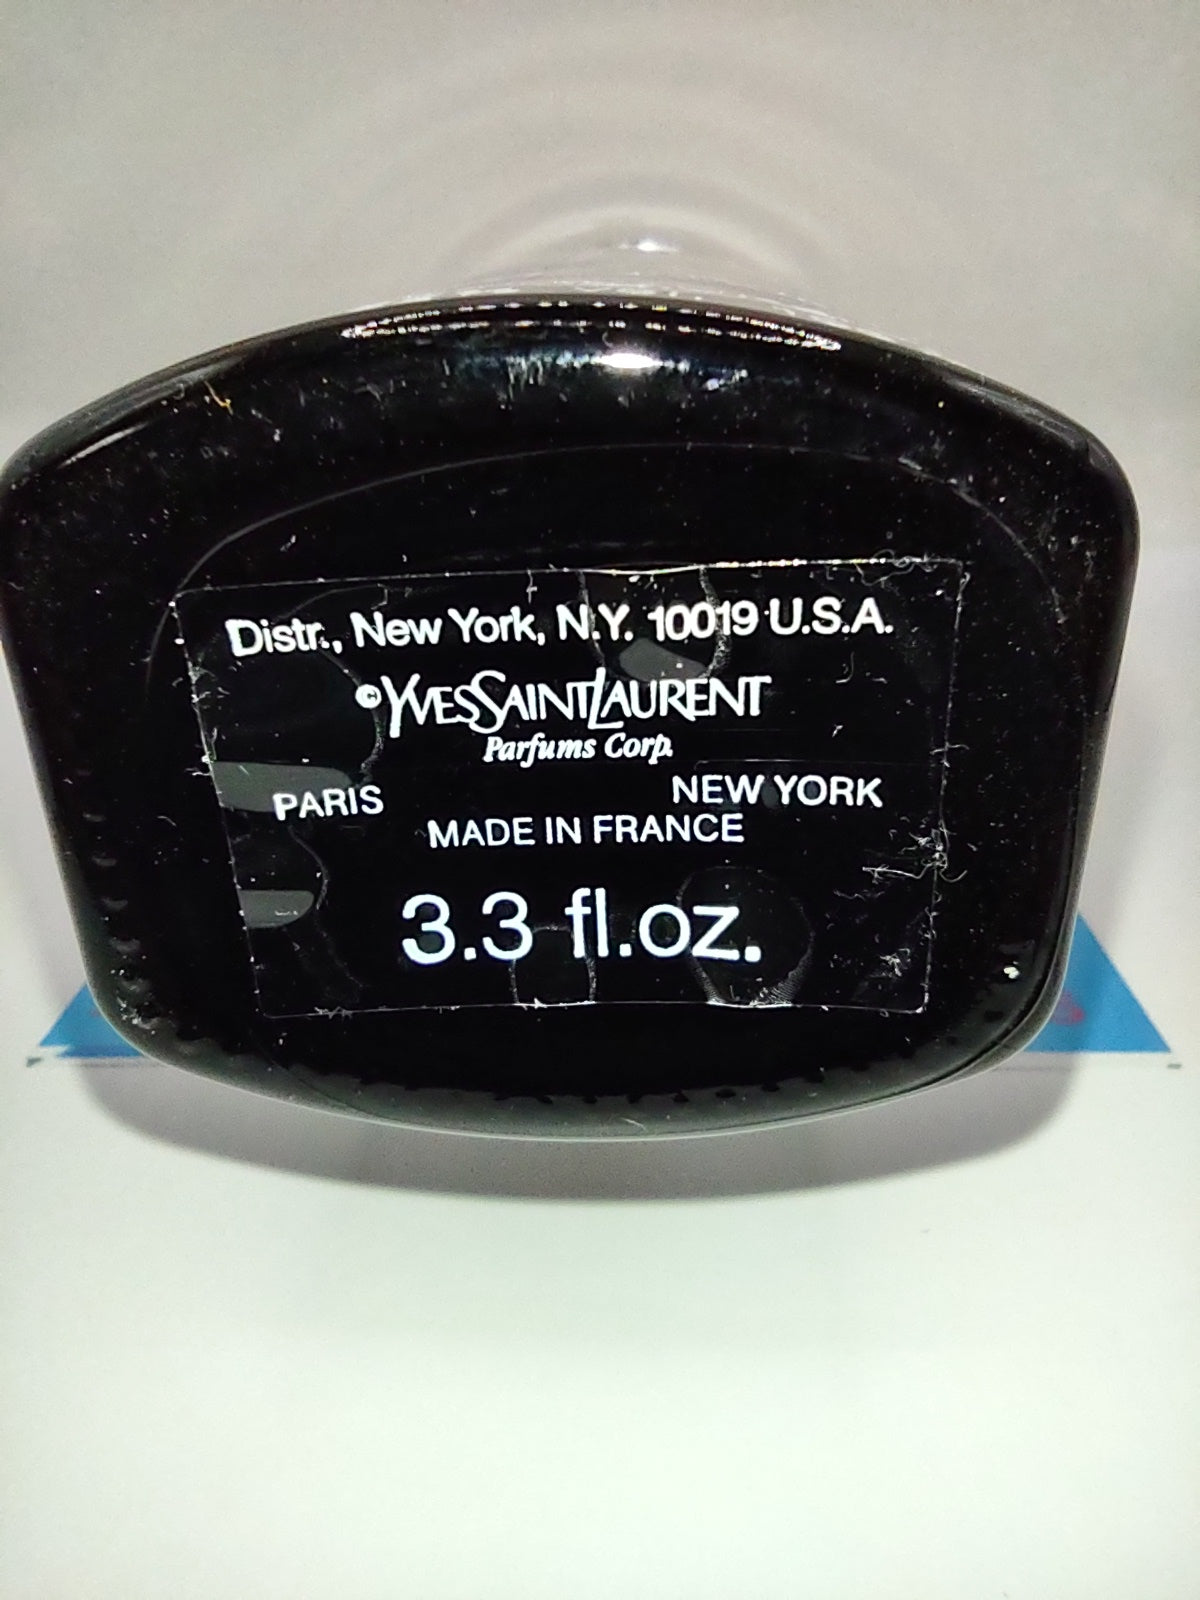 Distr., New York, N.Y. 10019 U.S.A.
©YVESSAINTLAURENT
Parfums Corp.
PARIS NEW YORK
MADE IN FRANCE
3.3 fl.oz.